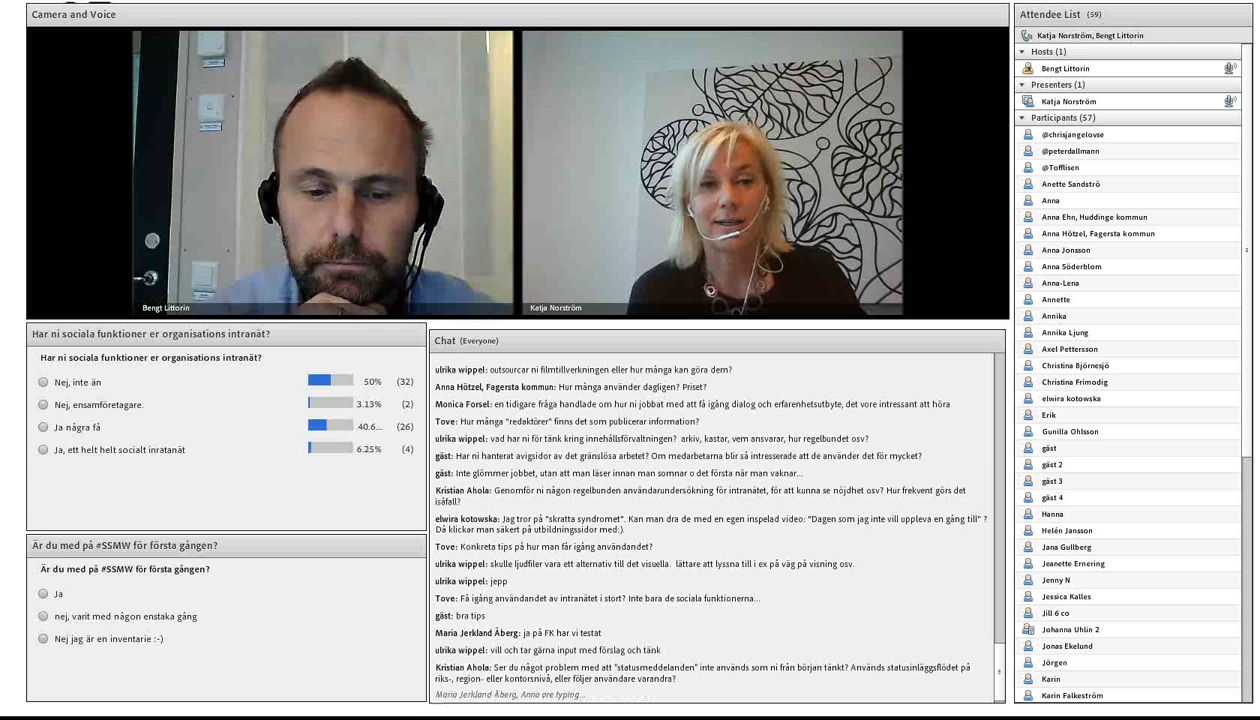 Camera and Voice
Bengt Littorin
Katja Norström
Har ni sociala funktioner er organisations intranät?
Har ni sociala funktioner er organisations intranät?
Nej, inte än 50% (32)
Nej, ensamföretagare. 3.13% (2)
Ja några få 40.6... (26)
Ja, ett helt helt socialt inratanät 6.25% (4)
Är du med på #SSMW för första gången?
Är du med på #SSMW för första gången?
Ja
nej, varit med någon enstaka gång
Nej jag är en inventarie :-)
Chat (Everyone)
ulrika wippel: outsourcar ni filmtillverkningen eller hur många kan göra dem?
Anna Hötzel, Fagersta kommun: Hur många använder dagligen? Priset?
Monica Forsel: en tidigare fråga handlade om hur ni jobbat med att få igång dialog och erfarenhetsutbyte, det vore intressant att höra
Tove: Hur många "redaktörer" finns det som publicerar information?
ulrika wippel: vad har ni för tänk kring innehållsförvaltningen? arkiv, kastar, vem ansvarar, hur regelbundet osv?
gäst: Har ni hanterat avigsidor av det gränslösa arbetet? Om medarbetarna blir så intresserade att de använder det för mycket?
gäst: Inte glömmer jobbet, utan att man läser innan man somnar o det första när man vaknar...
Kristian Ahola: Genomför ni någon regelbunden användarundersökning för intranätet, för att kunna se nöjdhet osv? Hur frekvent görs det
isåfall?
elwira kotowska: Jag tror på "skratta syndromet". Kan man dra de med en egen inspelad video: "Dagen som jag inte vill uppleva en gång till" ?
Då klickar man säkert på utbildningssidor med:).
Tove: Konkreta tips på hur man får igång användandet?
ulrika wippel: skulle ljudfiler vara ett alternativ till det visuella. lättare att lyssna till i ex på väg på visning osv.
ulrika wippel: jepp
Tove: Få igång användandet av intranätet i stort? Inte bara de sociala funktionerna...
gäst: bra tips
Maria Jerkland Åberg: ja på FK har vi testat
ulrika wippel: vill och tar gärna input med förslag och tänk
Kristian Ahola: Ser du något problem med att "statusmeddelanden" inte används som ni från början tänkt? Används statusinläggsflödet på
riks-, region- eller kontorsnivå, eller följer användare varandra?
Maria Jerkland Åberg, Anna are typing...
Attendee List (59)
Katja Norström, Bengt Littorin
Hosts (1)
Bengt Littorin
Presenters (1)
Katja Norström
Participants (57)
@chrisjangelovse
@peterdallmann
@Tofflisen
Anette Sandströ
Anna
Anna Ehn, Huddinge kommun
Anna Hötzel, Fagersta kommun
Anna Jonsson
Anna Söderblom
Anna-Lena
Annette
Annika
Annika Ljung
Axel Pettersson
Christina Björnesjö
Christina Frimodig
elwira kotowska
Erik
Gunilla Ohlsson
gäst
gäst 2
gäst 3
gäst 4
Hanna
Helén Jansson
Jana Gullberg
Jeanette Ernering
Jenny N
Jessica Kalles
Jill 6 co
Johanna Uhlin 2
Jonas Ekelund
Jörgen
Karin
Karin Falkeström